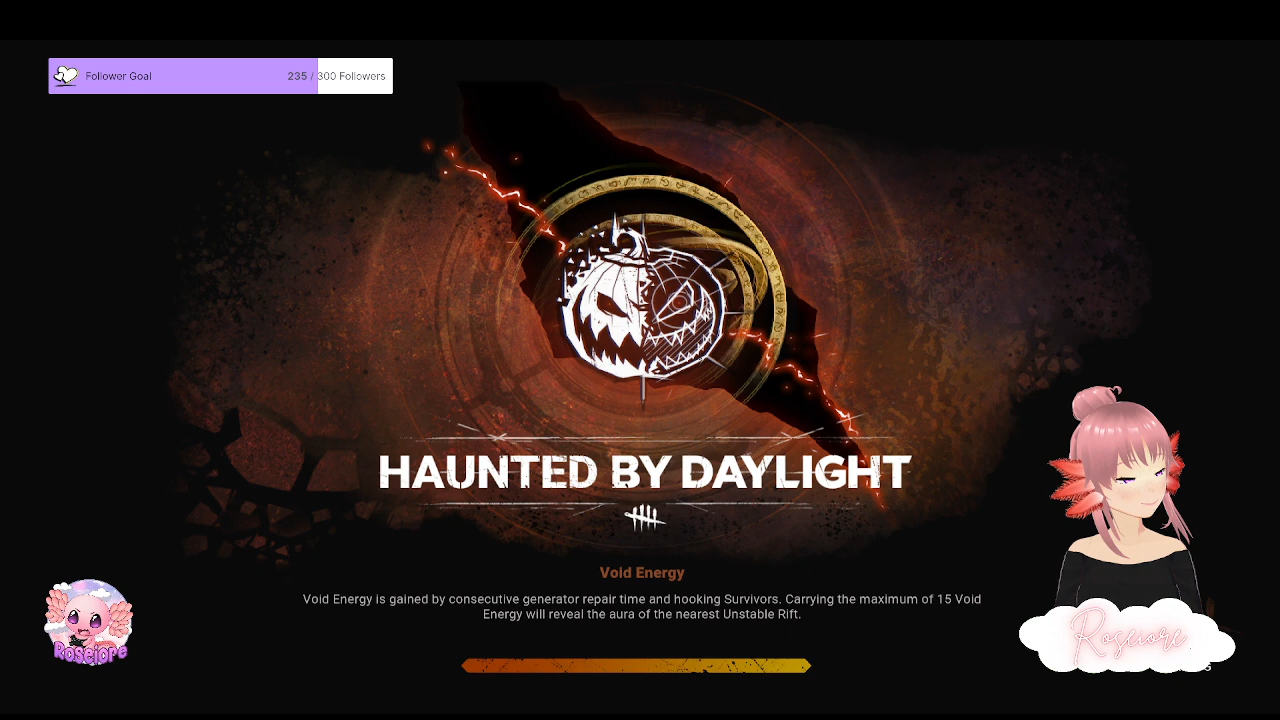 Follower Goal 235 / 300 Followers
HAUNTED BY DAYLIGHT
Void Energy
Void Energy is gained by consecutive generator repair time and hooking Survivors. Carrying the maximum of 15 Void
Energy will reveal the aura of the nearest Unstable Rift.
Roseiore
Roseiore